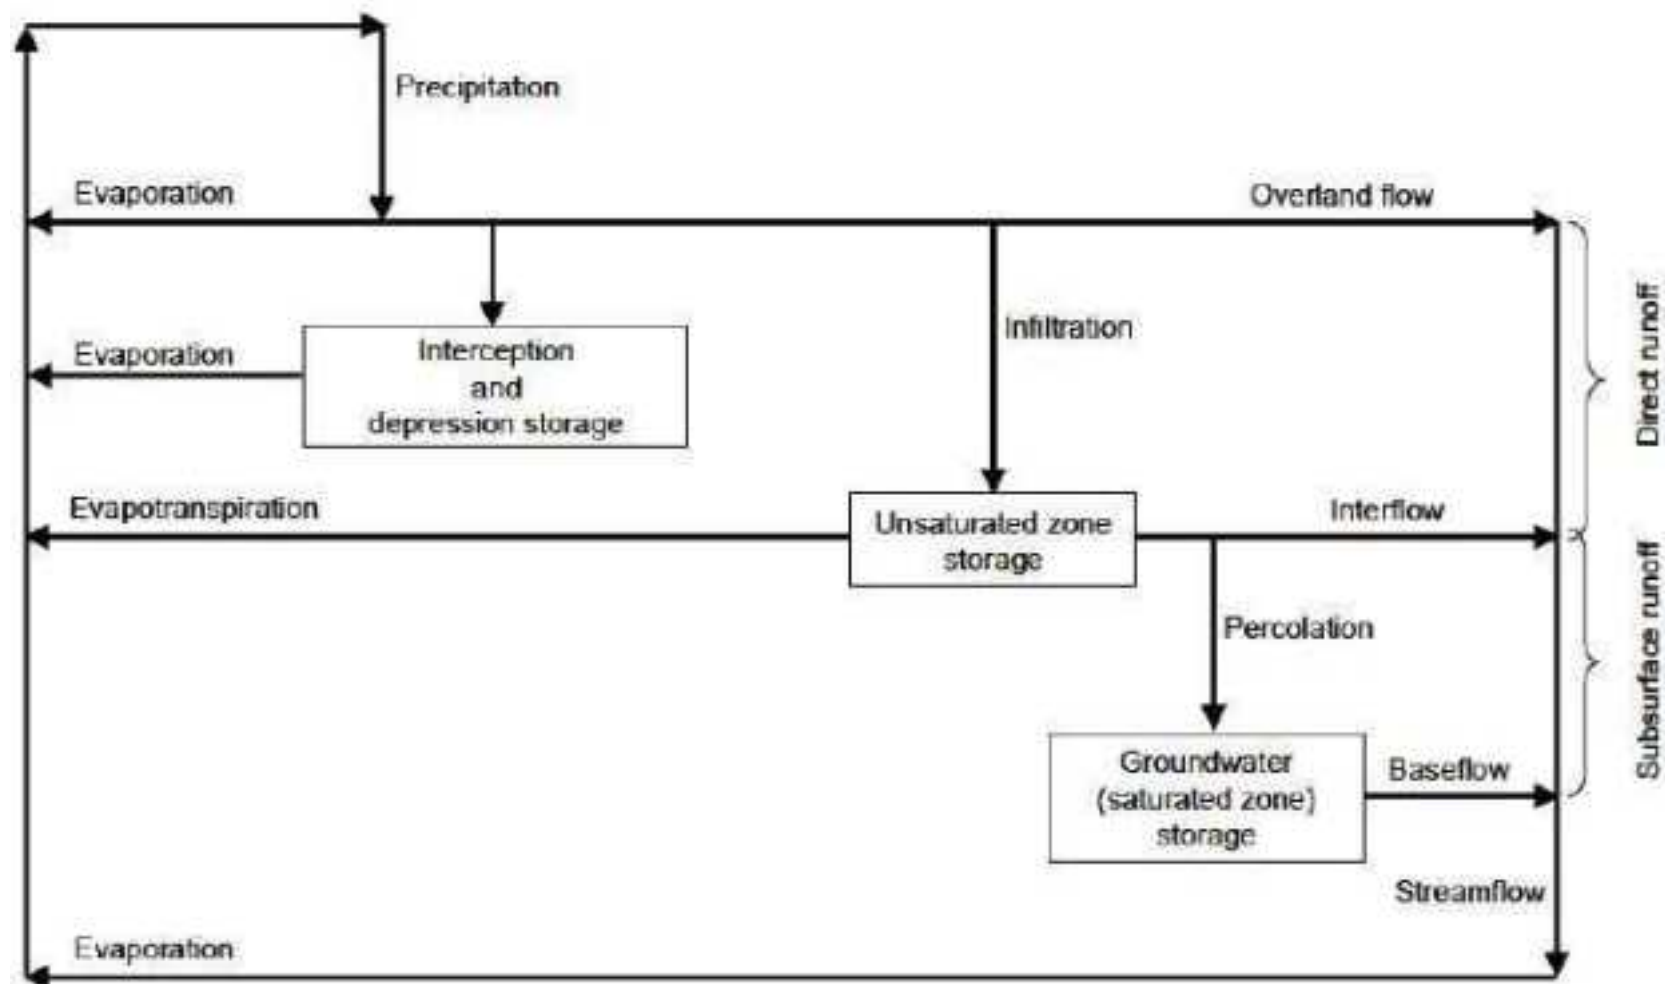 Precipitation
Evaporation
Overland flow
Infiltration
Evaporation
Interception
and
depression storage
Direct runoff
Evapotranspiration
Unsaturated zone
storage
Interflow
Percolation
Subsurface runoff
Groundwater
(saturated zone)
storage
Baseflow
Streamflow
Evaporation